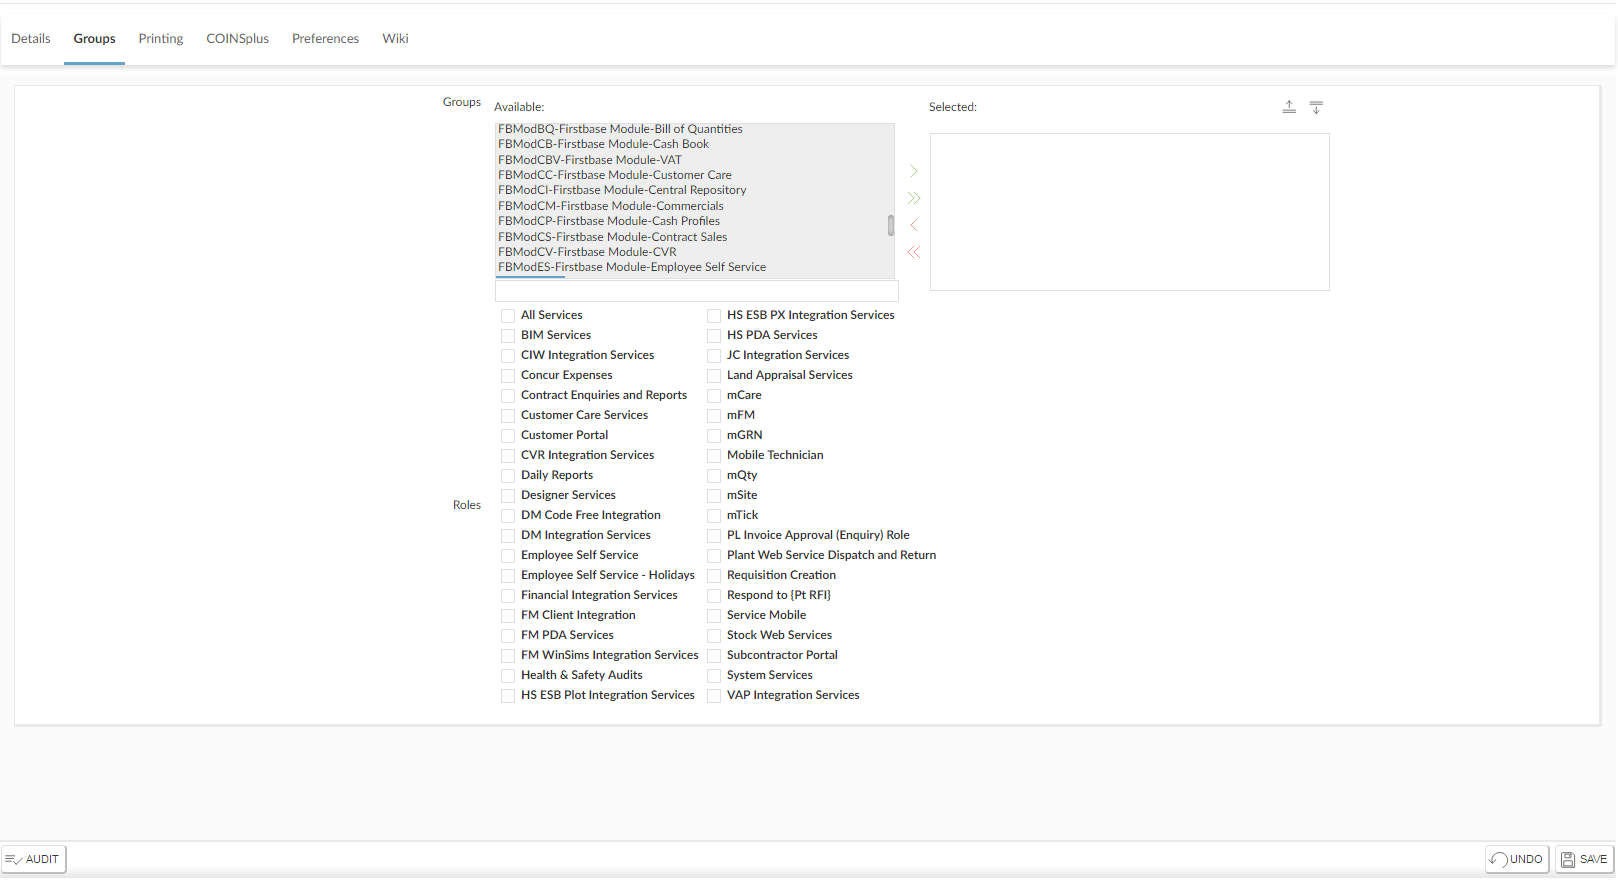 Details Groups Printing COINSplus Preferences Wiki
Groups Available: Selected:
FBModBQ-Firstbase Module-Bill of Quantities
FBModCB-Firstbase Module-Cash Book
FBModCBV-Firstbase Module-VAT
FBModCC-Firstbase Module-Customer Care
FBModCI-Firstbase Module-Central Repository
FBModCM-Firstbase Module-Commercials
FBModCP-Firstbase Module-Cash Profiles
FBModCS-Firstbase Module-Contract Sales
FBModCV-Firstbase Module-CVR
FBModES-Firstbase Module-Employee Self Service
Roles
All Services
BIM Services
CIW Integration Services
Concur Expenses
Contract Enquiries and Reports
Customer Care Services
Customer Portal
CVR Integration Services
Daily Reports
Designer Services
DM Code Free Integration
DM Integration Services
Employee Self Service
Employee Self Service - Holidays
Financial Integration Services
FM Client Integration
FM PDA Services
FM WinSims Integration Services
Health & Safety Audits
HS ESB Plot Integration Services
HS ESB PX Integration Services
HS PDA Services
JC Integration Services
Land Appraisal Services
mCare
mFM
mGRN
Mobile Technician
mQty
mSite
mTick
PL Invoice Approval (Enquiry) Role
Plant Web Service Dispatch and Return
Requisition Creation
Respond to {Pt RFI}
Service Mobile
Stock Web Services
Subcontractor Portal
System Services
VAP Integration Services
AUDIT UNDO SAVE